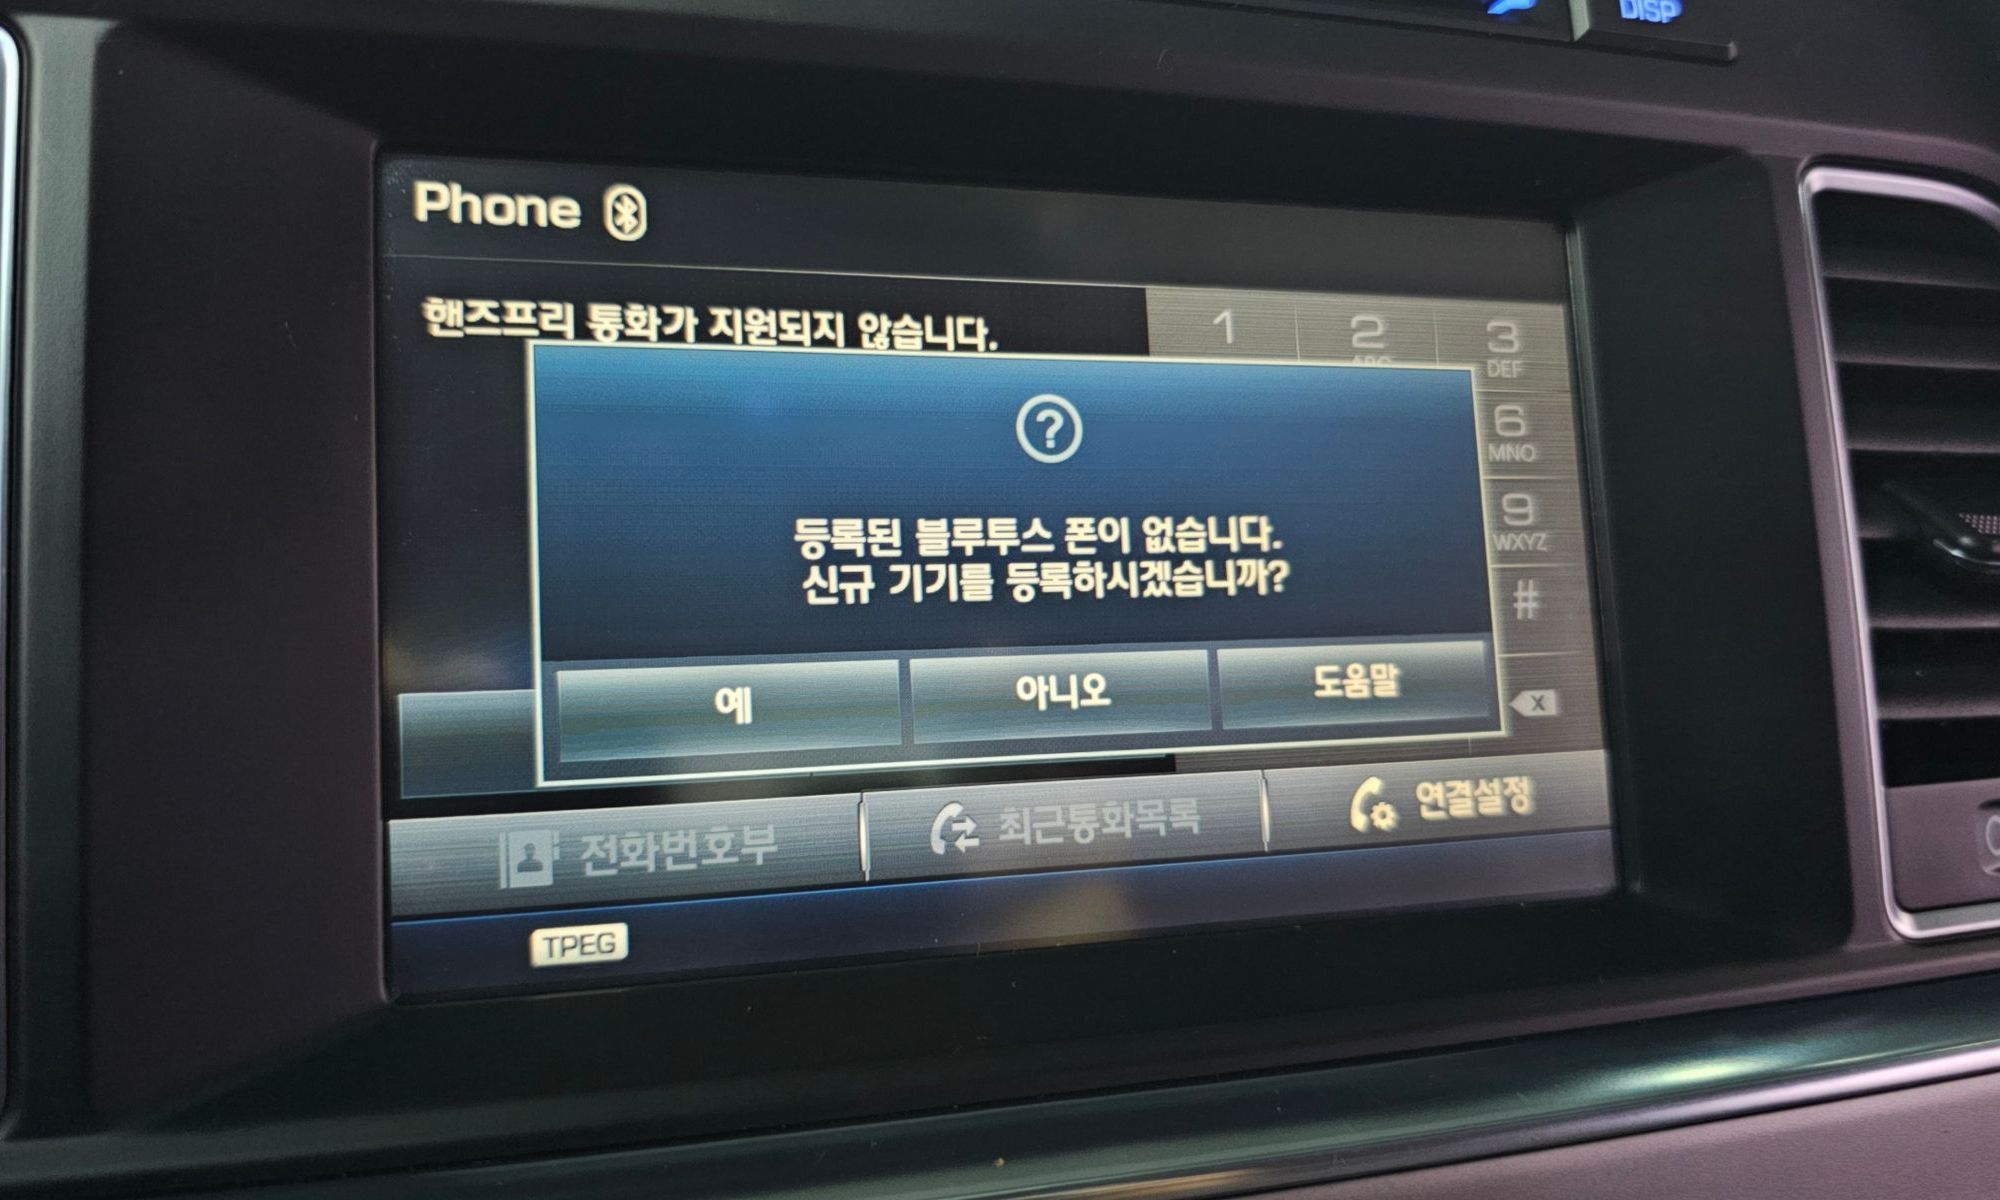 DISP
Phone
핸즈프리 통화가 지원되지 않습니다.
1
2
ABC
3
DEF
6
MNO
9
WXYZ
#
?
등록된 블루투스 폰이 없습니다.
신규 기기를 등록하시겠습니까?
예
아니오
도움말
X
전화번호부
최근통화목록
연결설정
TPEG